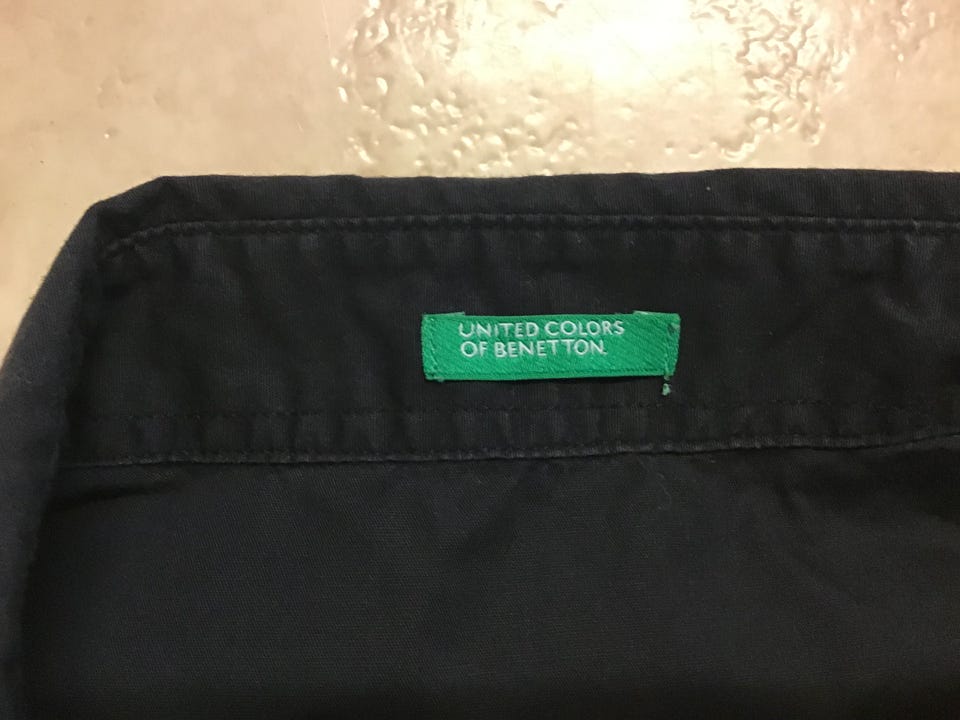 UNITED COLORS
OF BENETTON.